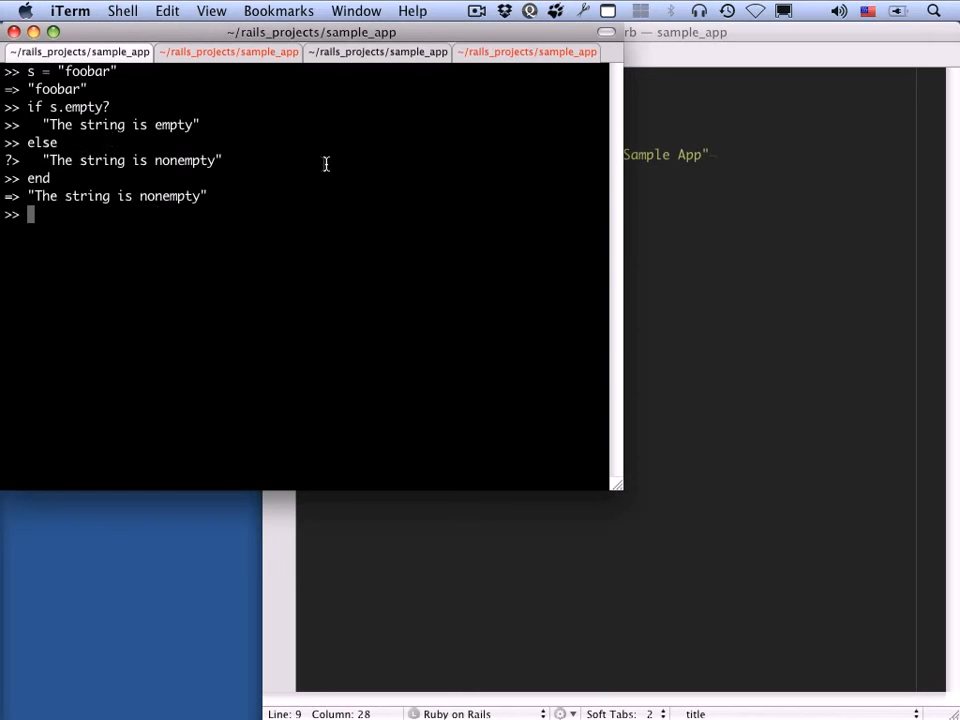 iTerm Shell Edit View Bookmarks Window Help
~/rails_projects/sample_app
rb — sample_app
~/rails_projects/sample_app ~/rails_projects/sample_app ~/rails_projects/sample_app ~/rails_projects/sample_app
>> s = "foobar"
=> "foobar"
>> if s.empty?
>>   "The string is empty"
>> else
?>   "The string is nonempty"
>> end
=> "The string is nonempty"
>>
Sample App"
Line: 9 Column: 28 Ruby on Rails Soft Tabs: 2 title